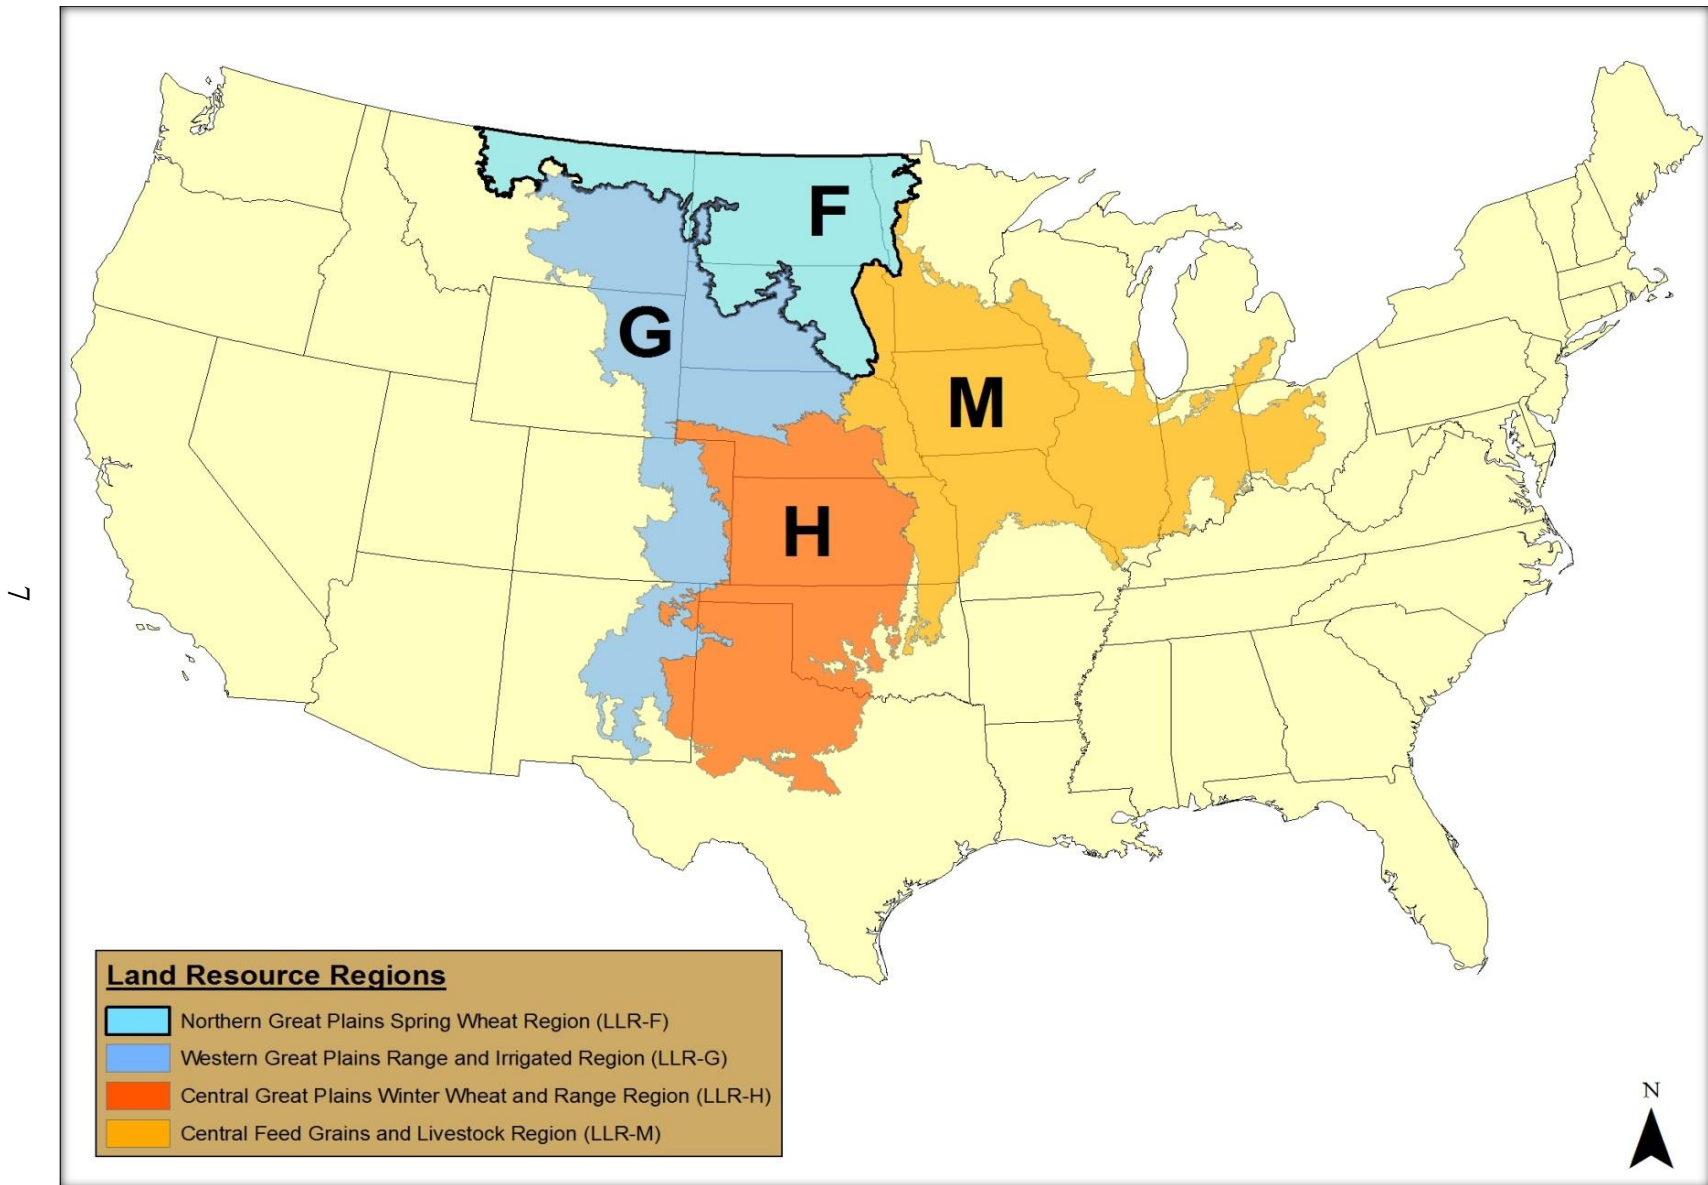 F
G
M
H
7
Land Resource Regions
Northern Great Plains Spring Wheat Region (LLR-F)
Western Great Plains Range and Irrigated Region (LLR-G)
Central Great Plains Winter Wheat and Range Region (LLR-H)
Central Feed Grains and Livestock Region (LLR-M)
N